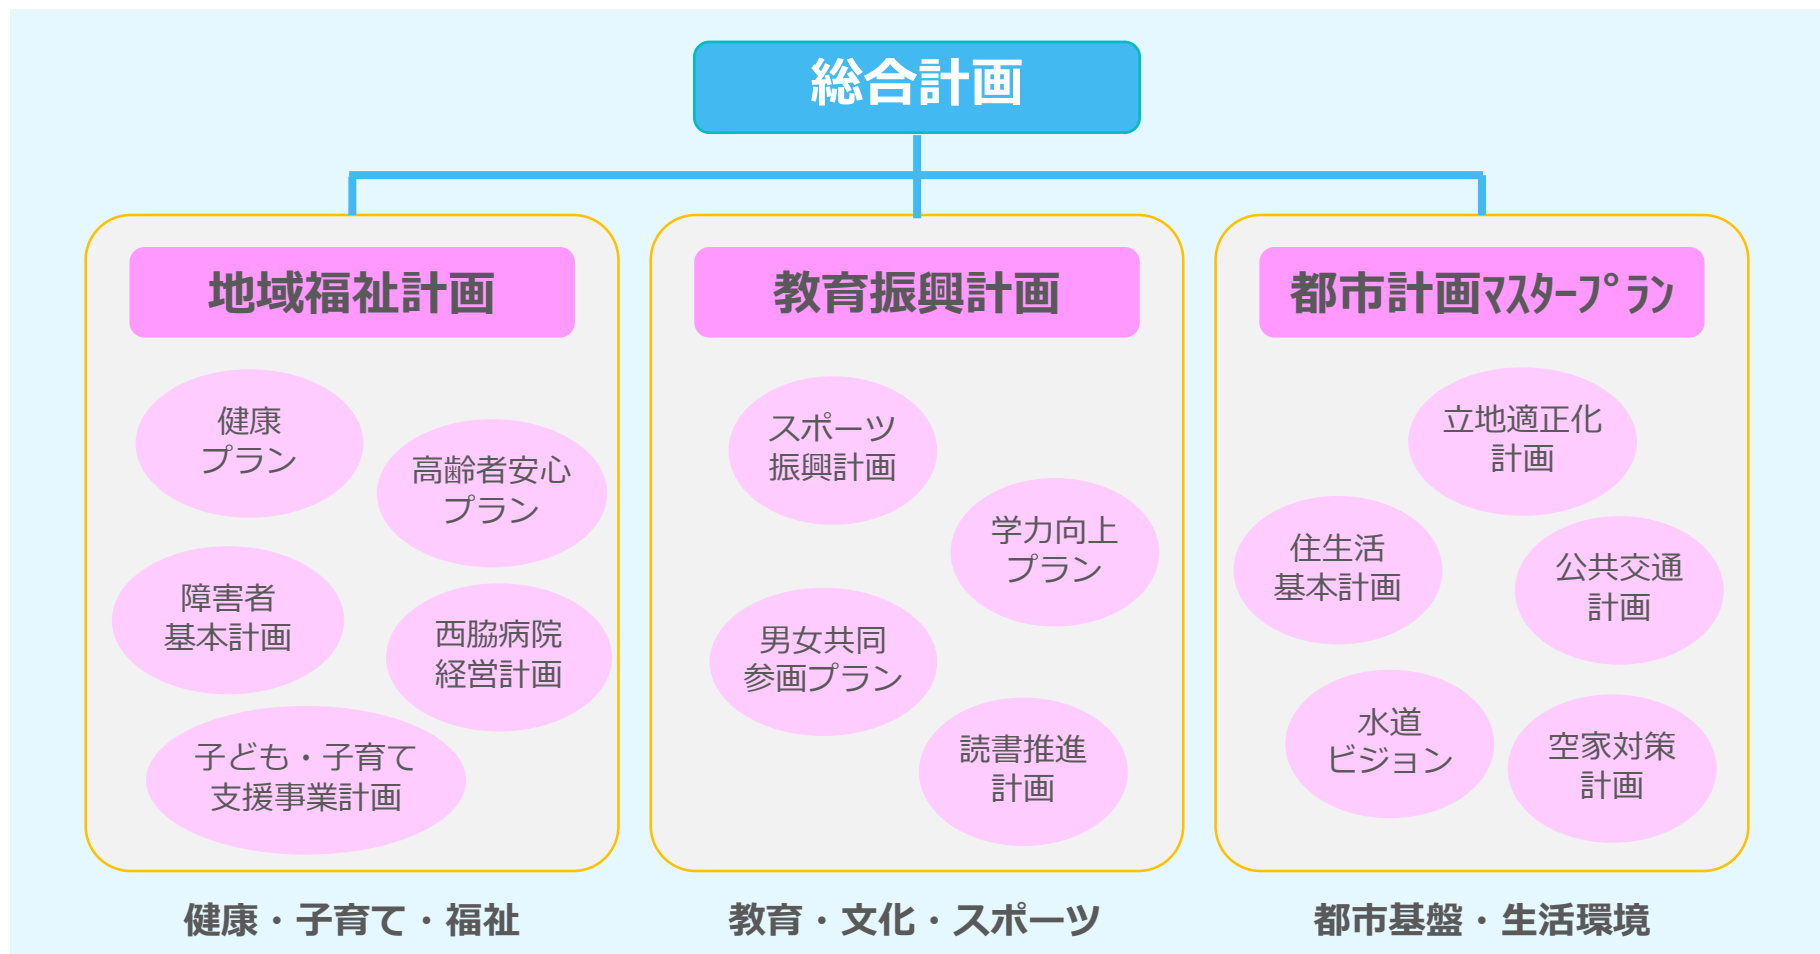 総合計画
地域福祉計画
健康
プラン
高齢者安心
プラン
障害者
基本計画
西脇病院
経営計画
子ども・子育て
支援事業計画
健康・子育て・福祉
教育振興計画
スポーツ
振興計画
学力向上
プラン
男女共同
参画プラン
読書推進
計画
教育・文化・スポーツ
都市計画ﾏｽﾀｰﾌﾟﾗﾝ
立地適正化
計画
住生活
基本計画
公共交通
計画
水道
ビジョン
空家対策
計画
都市基盤・生活環境